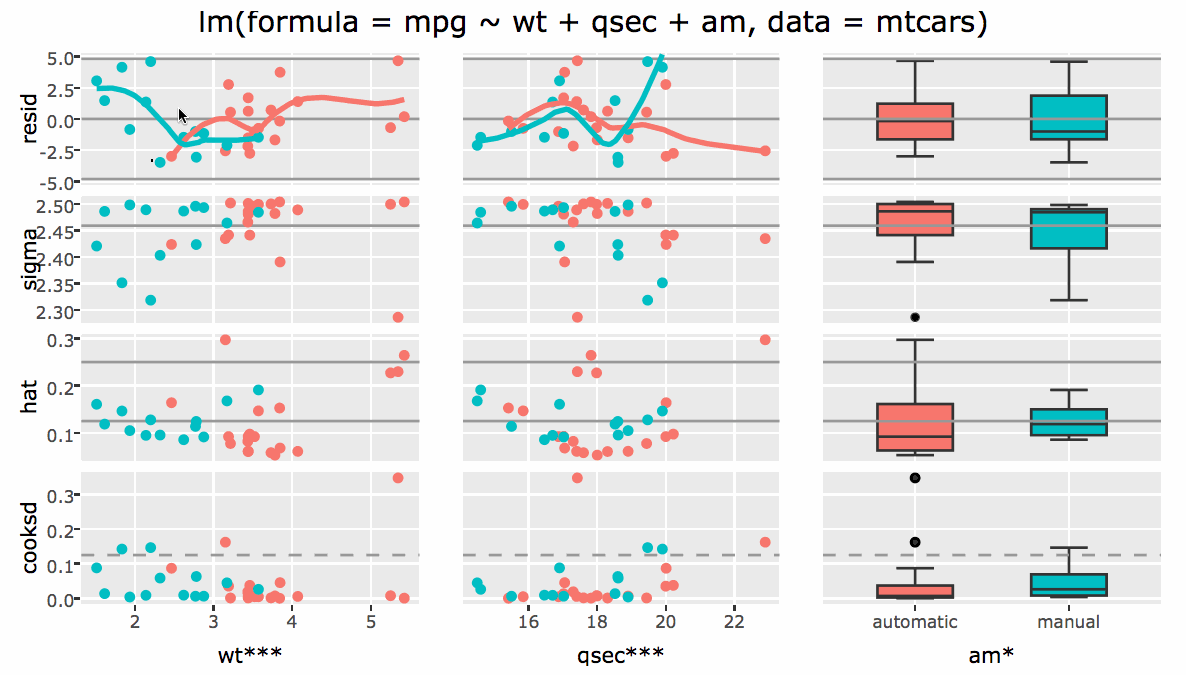 lm(formula = mpg ~ wt + qsec + am, data = mtcars)
resid
5.0
2.5
0.0
-2.5
-5.0
sigma
2.50
2.45
2.40
2.35
2.30
hat
0.3
0.2
0.1
cooksd
0.3
0.2
0.1
0.0
2 3 4 5 16 18 20 22 automatic manual
wt*** qsec*** am*